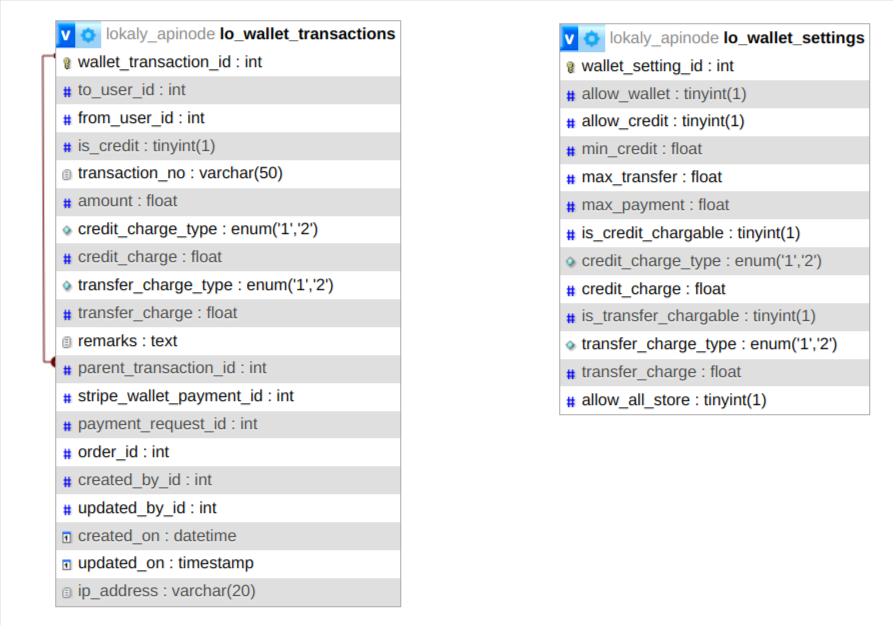 lokaly_apinode lo_wallet_transactions
wallet_transaction_id : int
to_user_id : int
from_user_id : int
is_credit : tinyint(1)
transaction_no : varchar(50)
amount : float
credit_charge_type : enum('1','2')
credit_charge : float
transfer_charge_type : enum('1','2')
transfer_charge : float
remarks : text
parent_transaction_id : int
stripe_wallet_payment_id : int
payment_request_id : int
order_id : int
created_by_id : int
updated_by_id : int
created_on : datetime
updated_on : timestamp
ip_address : varchar(20)
lokaly_apinode lo_wallet_settings
wallet_setting_id : int
allow_wallet : tinyint(1)
allow_credit : tinyint(1)
min_credit : float
max_transfer : float
max_payment : float
is_credit_chargable : tinyint(1)
credit_charge_type : enum('1','2')
credit_charge : float
is_transfer_chargable : tinyint(1)
transfer_charge_type : enum('1','2')
transfer_charge : float
allow_all_store : tinyint(1)